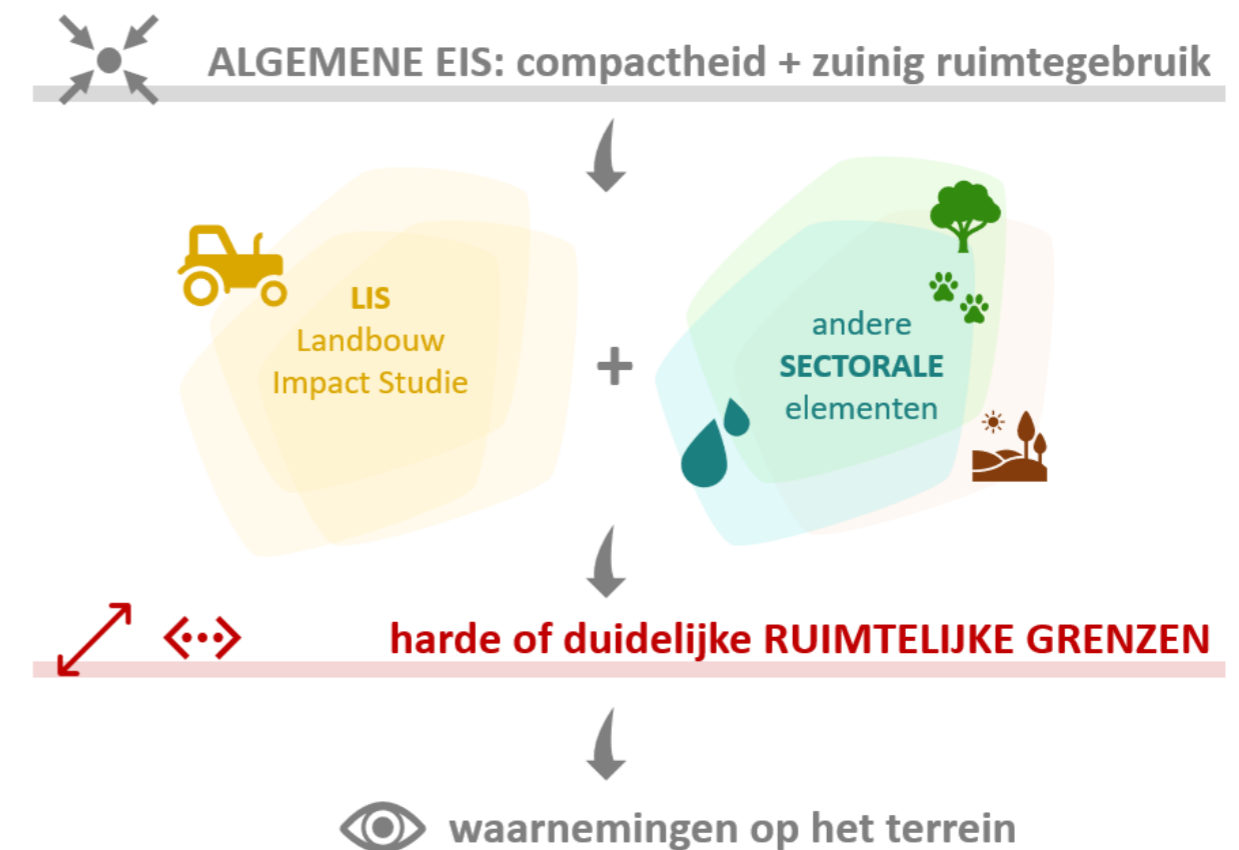 ALGEMENE EIS: compactheid + zuinig ruimtegebruik
LIS
Landbouw
Impact Studie
+
andere
SECTORALE
elementen
harde of duidelijke RUIMTELIJKE GRENZEN
waarnemingen op het terrein